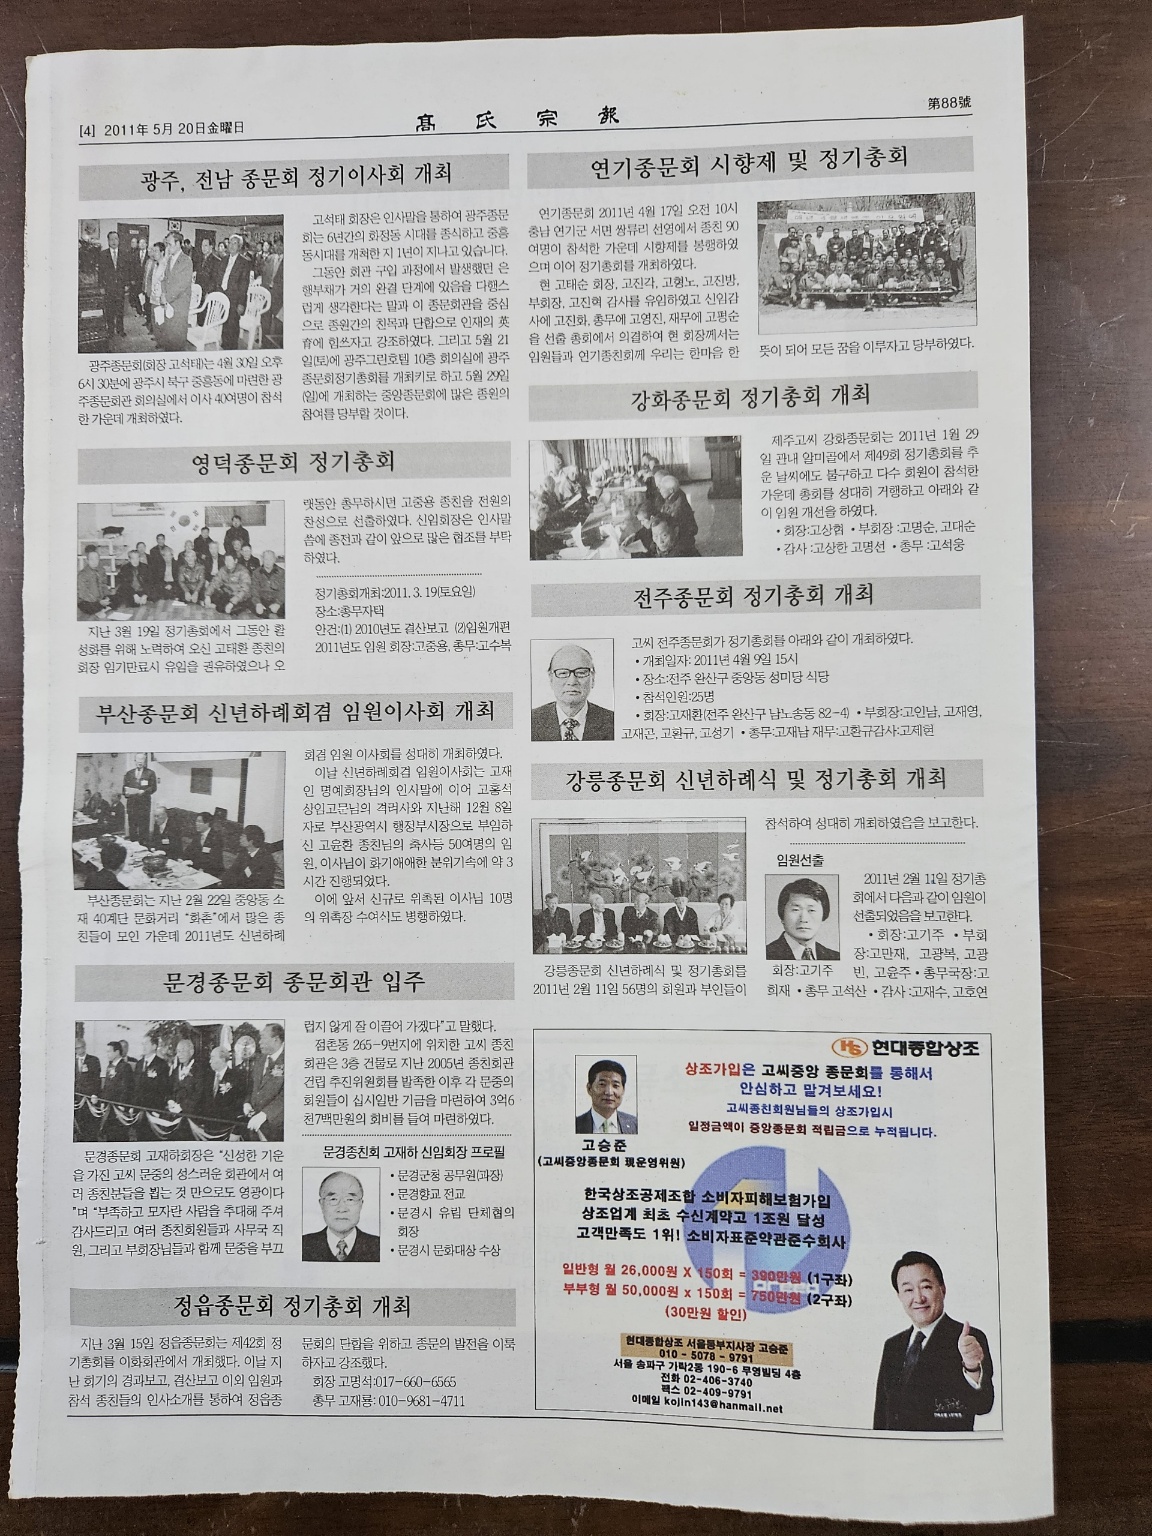 [4] 2011年 5月 20日金曜日
高氏宗報
第88號
광주, 전남 종문회 정기이사회 개최
광주종문회(회장 고석태)는 4월 30일 오후
6시 30분에 광주시 북구 중흥동에 마련한 광
주종문회관 회의실에서 이사 40여명이 참석
한 가운데 개최하였다.
고석태 회장은 인사말을 통하여 광주종문
회는 6년간의 화정동 시대를 종식하고 중흥
동시대를 개척한 지 1년이 지나고 있습니다.
그동안 회관 구입 과정에서 발생했던 은
행부채가 거의 완결 단계에 있음을 다행스
럽게 생각한다는 말과 이 종문회관을 중심
으로 종원간의 친목과 단합으로 인재의 英
育에 힘쓰자고 강조하였다. 그리고 5월 21
일(토)에 광주그린호텔 10층 회의실에 광주
종문회정기총회를 개최키로 하고 5월 29일
(일)에 개최하는 중앙종문회에 많은 종원의
참여를 당부할 것이다.
영덕종문회 정기총회
지난 3월 19일 정기총회에서 그동안 활
성화를 위해 노력하여 오신 고태환 종친의
회장 임기만료시 유임을 권유하였으나 오
랫동안 총무하시던 고중용 종친을 전원의
찬성으로 선출하였다. 신임회장은 인사말
씀에 종전과 같이 앞으로 많은 협조를 부탁
하였다.
정기총회개최:2011. 3. 19(토요일)
장소:총무자택
안건:(1) 2010년도 결산보고 (2)임원개편
2011년도 임원 회장:고중용, 총무:고수복
부산종문회 신년하례회겸 임원이사회 개최
부산종문회는 지난 2월 22일 중앙동 소
재 40계단 문화거리 “화촌”에서 많은 종
친들이 모인 가운데 2011년도 신년하례
회겸 임원 이사회를 성대히 개최하였다.
이날 신년하례회겸 임원이사회는 고재
인 명예회장님의 인사말에 이어 고홍석
상임고문님의 격려사와 지난해 12월 8일
자로 부산광역시 행정부시장으로 부임하
신 고윤환 종친님의 축사등 50여명의 임
원, 이사님이 화기애애한 분위기속에 약 3
시간 진행되었다.
이에 앞서 신규로 위촉된 이사님 10명
의 위촉장 수여식도 병행하였다.
문경종문회 종문회관 입주
문경종문회 고재하회장은 “신성한 기운
을 가진 고씨 문중의 성스러운 회관에서 여
러 종친분들을 뵙는 것 만으로도 영광이다
”며 “부족하고 모자란 사람을 추대해 주셔
감사드리고 여러 종친회원들과 사무국 직
원, 그리고 부회장님들과 함께 문중을 부끄
럽지 않게 잘 이끌어 가겠다”고 말했다.
점촌동 265-9번지에 위치한 고씨 종친
회관은 3층 건물로 지난 2005년 종친회관
건립 추진위원회를 발족한 이후 각 문중의
회원들이 십시일반 기금을 마련하여 3억6
천7백만원의 회비를 들여 마련하였다.
문경종친회 고재하 신임회장 프로필
• 문경군청 공무원(과장)
• 문경향교 전교
• 문경시 유림 단체협의
회장
• 문경시 문화대상 수상
정읍종문회 정기총회 개최
지난 3월 15일 정읍종문회는 제42회 정
기총회를 이화회관에서 개최했다. 이날 지
난 회기의 경과보고, 결산보고 이외 임원과
참석 종친들의 인사소개를 통하여 정읍종
문회의 단합을 위하고 종문의 발전을 이룩
하자고 강조했다.
회장 고명석:017-660-6565
총무 고재룡: 010-9681-4711
연기종문회 시향제 및 정기총회
연기종문회 2011년 4월 17일 오전 10시
충남 연기군 서면 쌍류리 선영에서 종친 90
여명이 참석한 가운데 시향제를 봉행하였
으며 이어 정기총회를 개최하였다.
현 고태순 회장, 고진각, 고형노, 고진방,
부회장, 고진혁 감사를 유임하였고 신임감
사에 고진화, 총무에 고영진, 재무에 고평순
을 선출 총회에서 의결하여 현 회장께서는
임원들과 연기종친회께 우리는 한마음 한
뜻이 되어 모든 꿈을 이루자고 당부하였다.
강화종문회 정기총회 개최
제주고씨 강화종문회는 2011년 1월 29
일 관내 알미골에서 제49회 정기총회를 추
운 날씨에도 불구하고 다수 회원이 참석한
가운데 총회를 성대히 거행하고 아래와 같
이 임원 개선을 하였다.
• 회장:고상협 • 부회장 : 고명순, 고대순
• 감사 : 고상한 고명선 • 총무 : 고석웅
전주종문회 정기총회 개최
고씨 전주종문회가 정기총회를 아래와 같이 개최하였다.
• 개최일자: 2011년 4월 9일 15시
• 장소:전주 완산구 중앙동 성미당 식당
• 참석인원:25명
• 회장:고재환(전주 완산구 남노송동 82-4) • 부회장:고인남, 고재영,
고재곤, 고환규, 고성기 • 총무:고재남 재무:고환규감사:고제현
강릉종문회 신년하례식 및 정기총회 개최
강릉종문회 신년하례식 및 정기총회를
2011년 2월 11일 56명의 회원과 부인들이
참석하여 성대히 개최하였음을 보고한다.
임원선출
회장:고기주
2011년 2월 11일 정기총
회에서 다음과 같이 임원이
선출되었음을 보고한다.
• 회장:고기주 • 부회
장:고만재, 고광복, 고광
빈, 고윤주 • 총무국장:고
희재 • 총무 고석산 • 감사 : 고재수, 고호연
HS 현대종합상조
상조가입은 고씨중앙 종문회를 통해서
안심하고 맡겨보세요!
고씨종친회원님들의 상조가입시
일정금액이 중앙종문회 적립금으로 누적됩니다.
고승준
(고씨중앙종문회 現운영위원)
한국상조공제조합 소비자피해보험가입
상조업계 최초 수신계약고 1조원 달성
고객만족도 1위! 소비자표준약관준수회사
일반형 월 26,000원 X 150회 = 390만원 (1구좌)
부부형 월 50,000원 x 150회 = 750만원 (2구좌)
(30만원 할인)
현대종합상조 서울동부지사장 고승준
010 - 5078 - 9791
서울 송파구 가락2동 190-6 무영빌딩 4층
전화 02-406-3740
팩스 02-409-9791
이메일 kojin143@hanmail.net